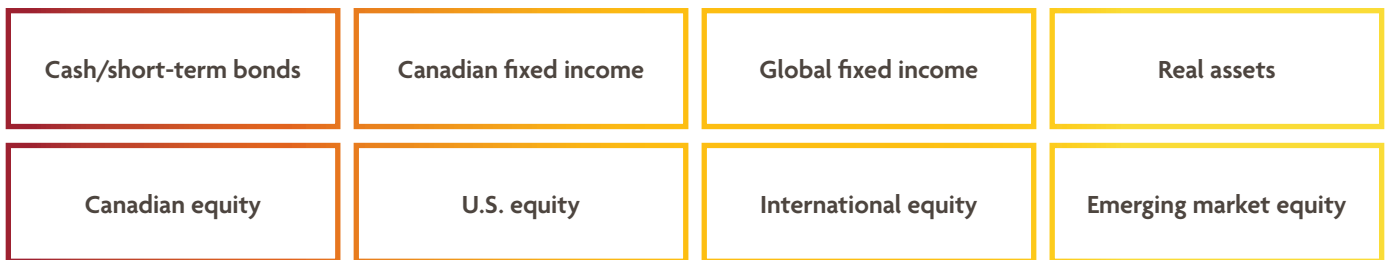 Cash/short-term bonds
Canadian fixed income
Global fixed income
Real assets
Canadian equity
U.S. equity
International equity
Emerging market equity